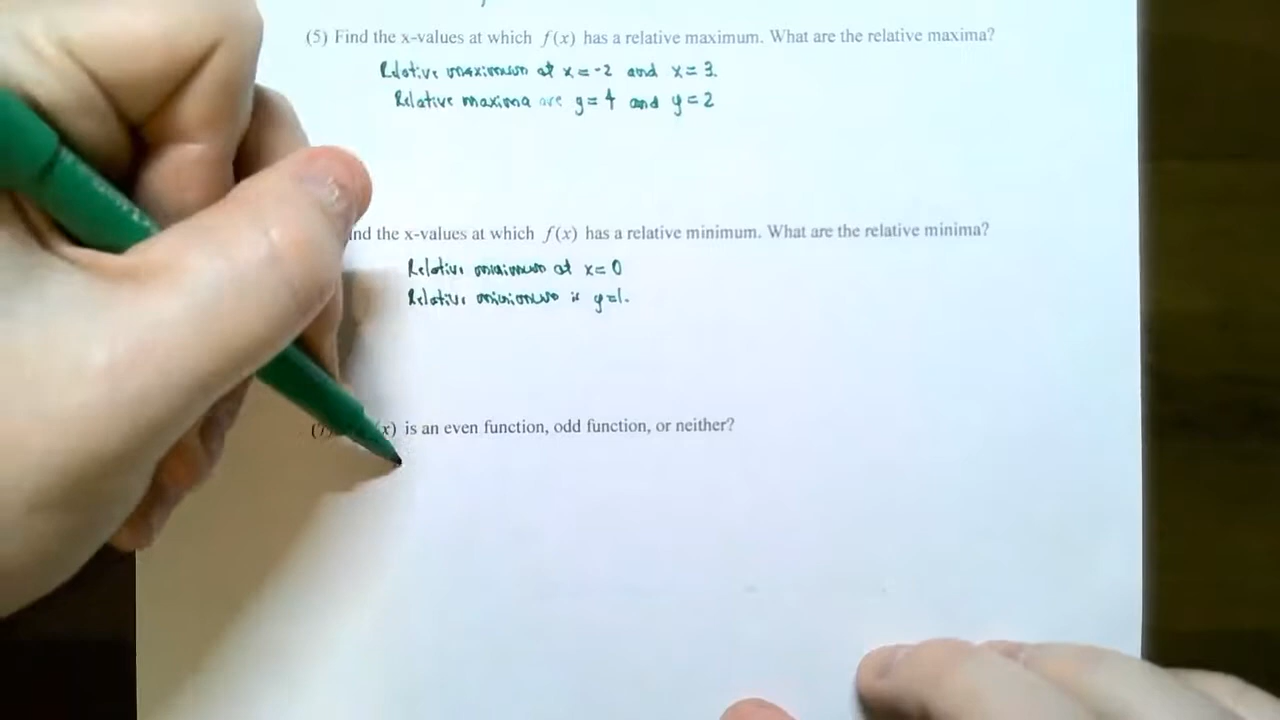 (5) Find the x-values at which f(x) has a relative maximum. What are the relative maxima?
Relative maximum at x=-2 and x=3.
Relative maxima are y=4 and y=2
nd the x-values at which f(x) has a relative minimum. What are the relative minima?
Relative minimum at x=0
Relative minimum is y=1.
x) is an even function, odd function, or neither?